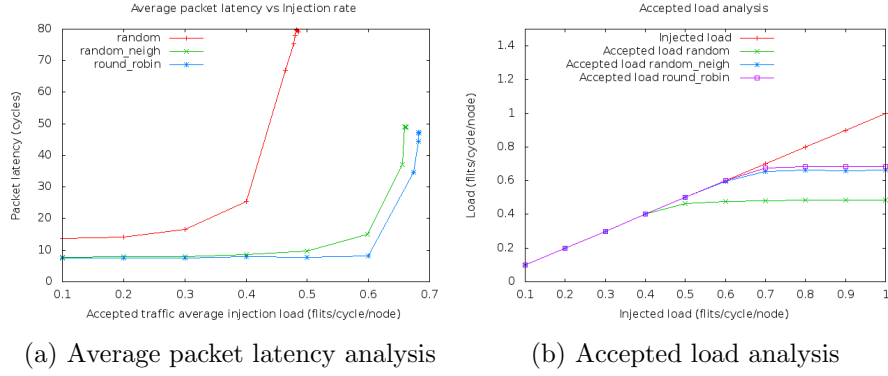 Average packet latency vs Injection rate
random
random_neigh
round_robin
Packet latency (cycles)
80
70
60
50
40
30
20
10
0
0.1 0.2 0.3 0.4 0.5 0.6 0.7
Accepted traffic average injection load (flits/cycle/node)
(a) Average packet latency analysis
Accepted load analysis
Injected load
Accepted load random
Accepted load random_neigh
Accepted load round_robin
Load (flits/cycle/node)
1.4
1.2
1
0.8
0.6
0.4
0.2
0
0.1 0.2 0.3 0.4 0.5 0.6 0.7 0.8 0.9 1
Injected load (flits/cycle/node)
(b) Accepted load analysis